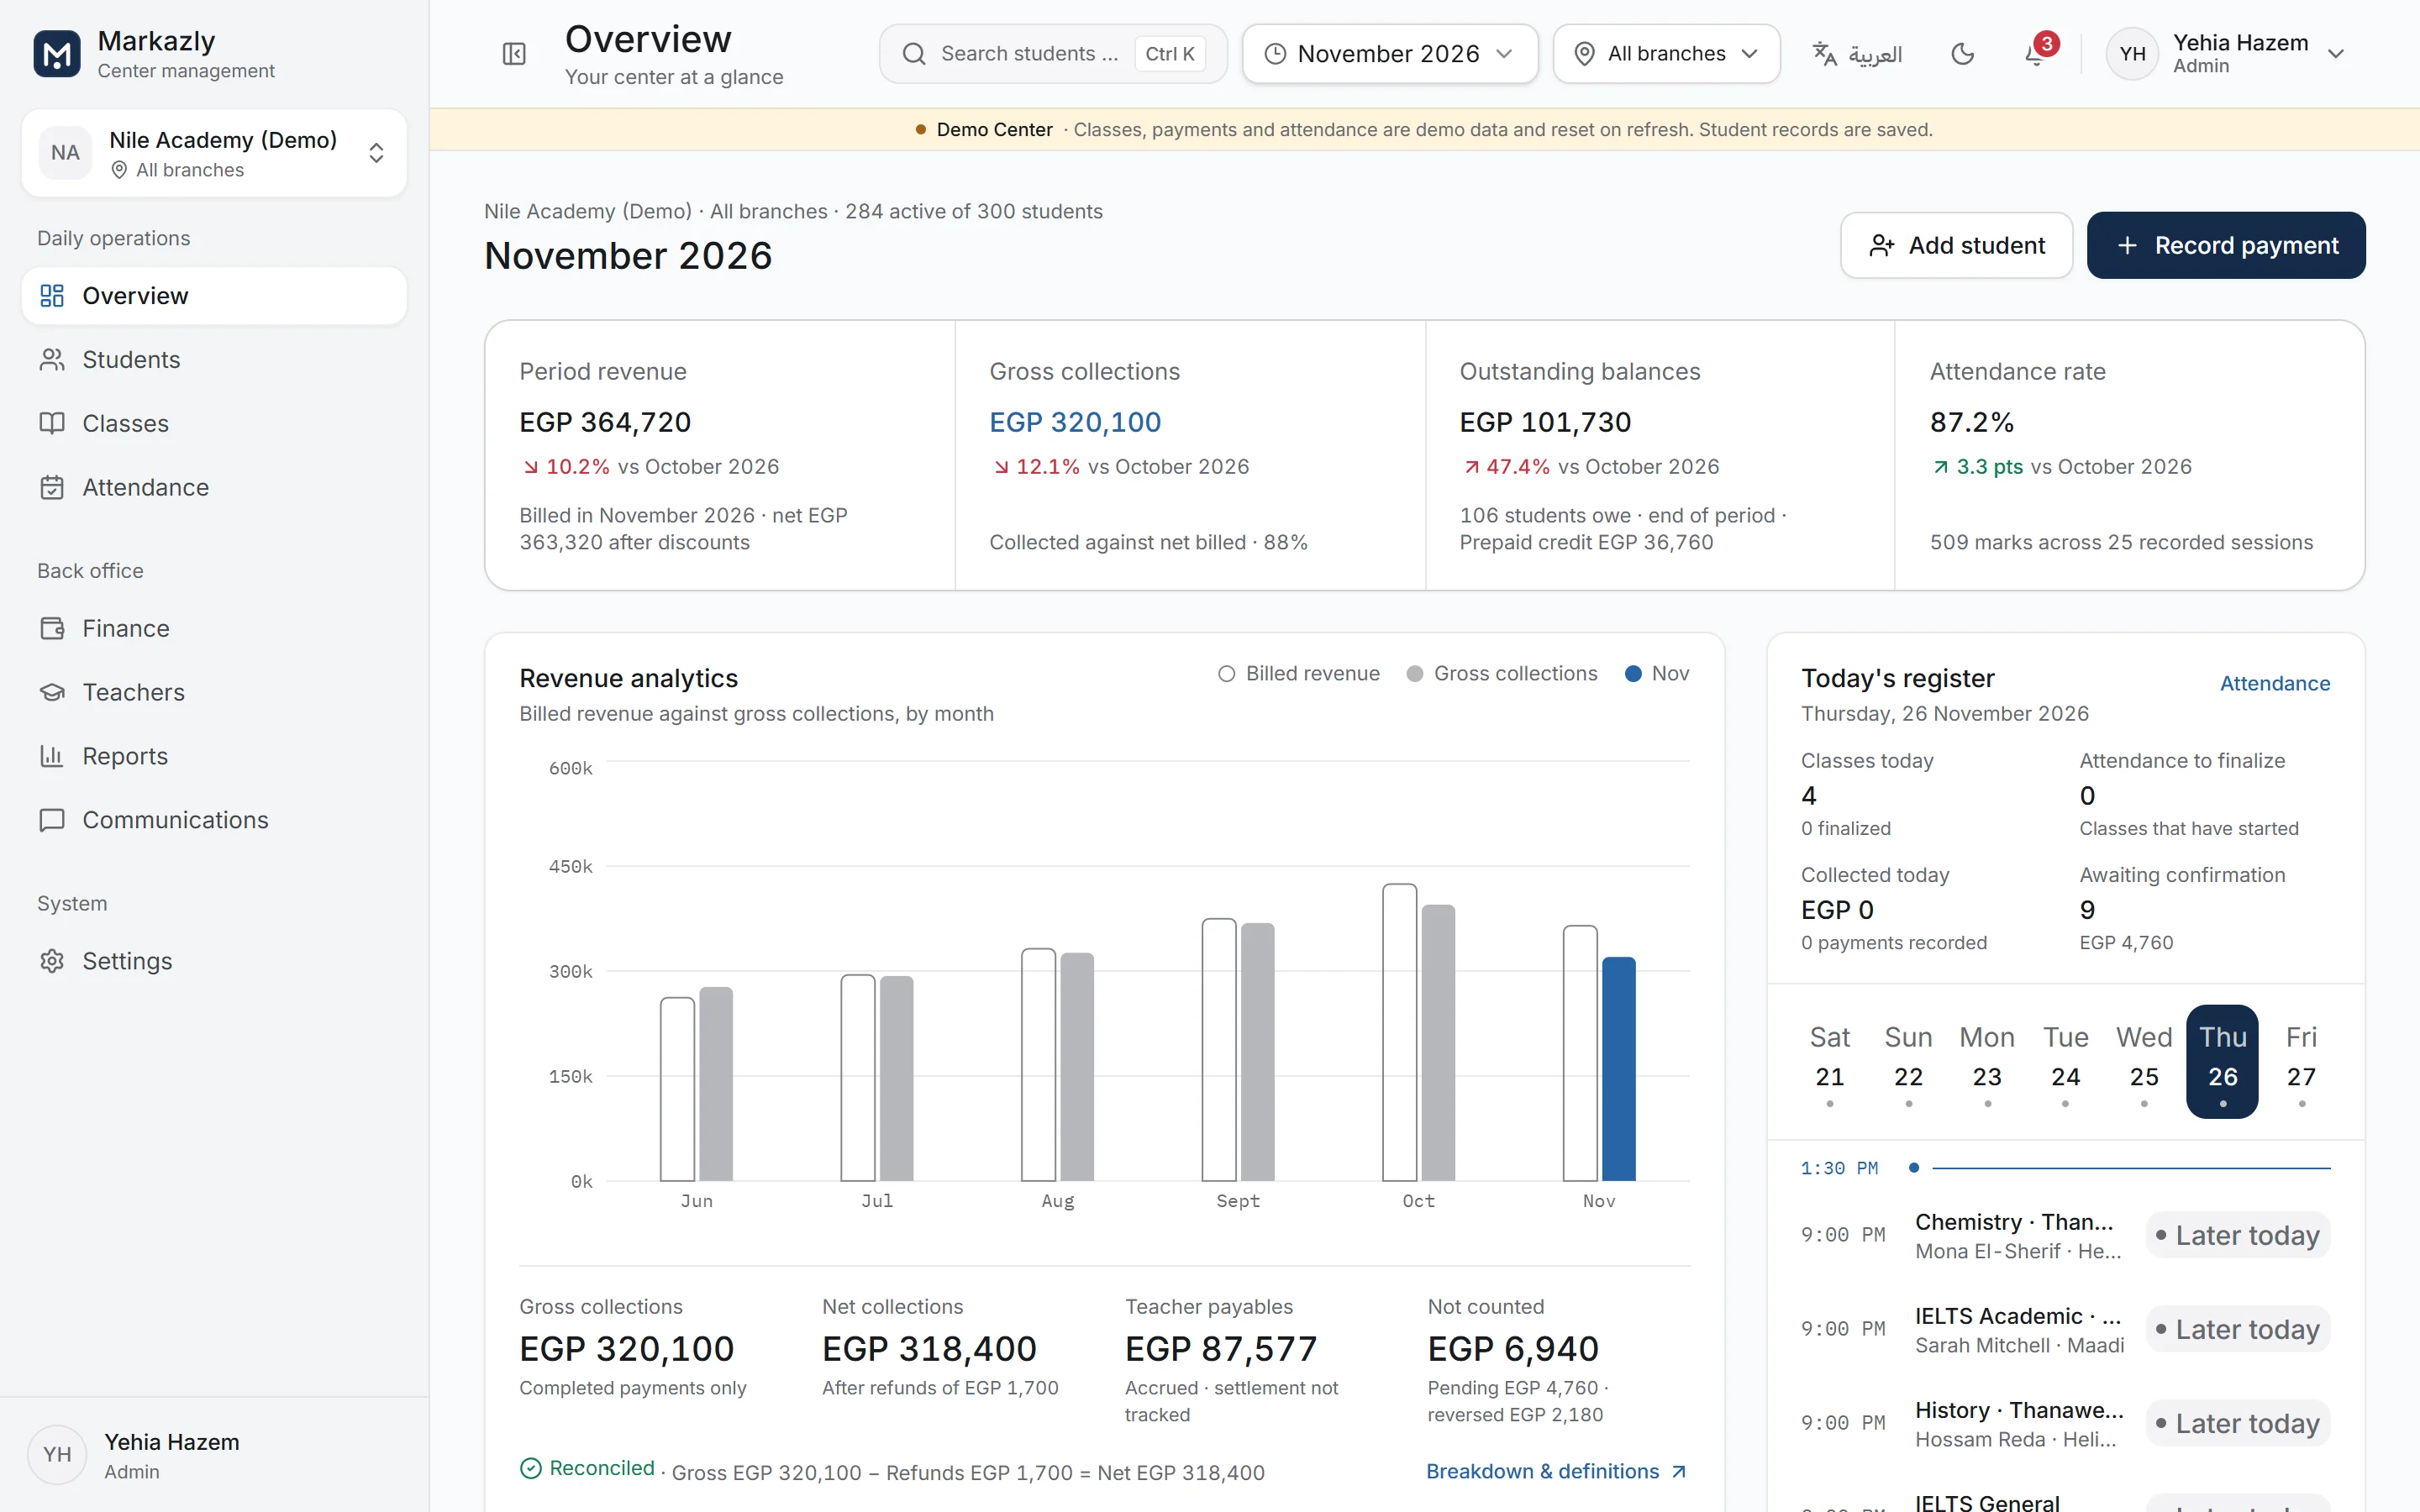 Markazly
Center management
NA
Nile Academy (Demo)
All branches
Daily operations
Overview
Students
Classes
Attendance
Back office
Finance
Teachers
Reports
Communications
System
Settings
YH
Yehia Hazem
Admin
Overview
Your center at a glance
Search students ...
Ctrl K
November 2026
All branches
العربية
3
YH
Yehia Hazem
Admin
Demo Center · Classes, payments and attendance are demo data and reset on refresh. Student records are saved.
Nile Academy (Demo) · All branches · 284 active of 300 students
November 2026
Add student
Record payment
Period revenue
EGP 364,720
10.2% vs October 2026
Billed in November 2026 · net EGP
363,320 after discounts
Gross collections
EGP 320,100
12.1% vs October 2026
Collected against net billed · 88%
Outstanding balances
EGP 101,730
47.4% vs October 2026
106 students owe · end of period ·
Prepaid credit EGP 36,760
Attendance rate
87.2%
3.3 pts vs October 2026
509 marks across 25 recorded sessions
Revenue analytics
Billed revenue against gross collections, by month
Billed revenue
Gross collections
Nov
600k
450k
300k
150k
0k
Jun
Jul
Aug
Sept
Oct
Nov
Gross collections
EGP 320,100
Completed payments only
Net collections
EGP 318,400
After refunds of EGP 1,700
Teacher payables
EGP 87,577
Accrued · settlement not
tracked
Not counted
EGP 6,940
Pending EGP 4,760 ·
reversed EGP 2,180
Reconciled · Gross EGP 320,100 − Refunds EGP 1,700 = Net EGP 318,400
Breakdown & definitions
Today's register
Thursday, 26 November 2026
Attendance
Classes today
4
0 finalized
Attendance to finalize
0
Classes that have started
Collected today
EGP 0
0 payments recorded
Awaiting confirmation
9
EGP 4,760
Sat 21
Sun 22
Mon 23
Tue 24
Wed 25
Thu 26
Fri 27
1:30 PM
9:00 PM
Chemistry · Than...
Mona El-Sherif · He...
Later today
9:00 PM
IELTS Academic · ...
Sarah Mitchell · Maadi
Later today
9:00 PM
History · Thanawe...
Hossam Reda · Heli...
Later today
IELTS General